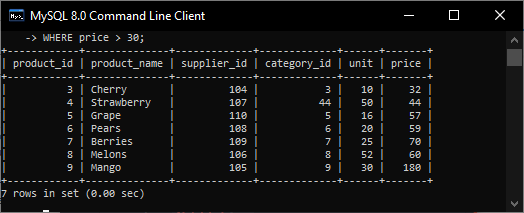 MySQL 8.0 Command Line Client
-> WHERE price > 30;
+------------+--------------+-------------+-------------+------+-------+
| product_id | product_name | supplier_id | category_id | unit | price |
+------------+--------------+-------------+-------------+------+-------+
| 3 | Cherry | 104 | 3 | 10 | 32 |
| 4 | Strawberry | 107 | 44 | 50 | 44 |
| 5 | Grape | 110 | 5 | 16 | 57 |
| 6 | Pears | 108 | 6 | 20 | 59 |
| 7 | Berries | 109 | 7 | 25 | 70 |
| 8 | Melons | 106 | 8 | 52 | 60 |
| 9 | Mango | 105 | 9 | 30 | 180 |
+------------+--------------+-------------+-------------+------+-------+
7 rows in set (0.00 sec)